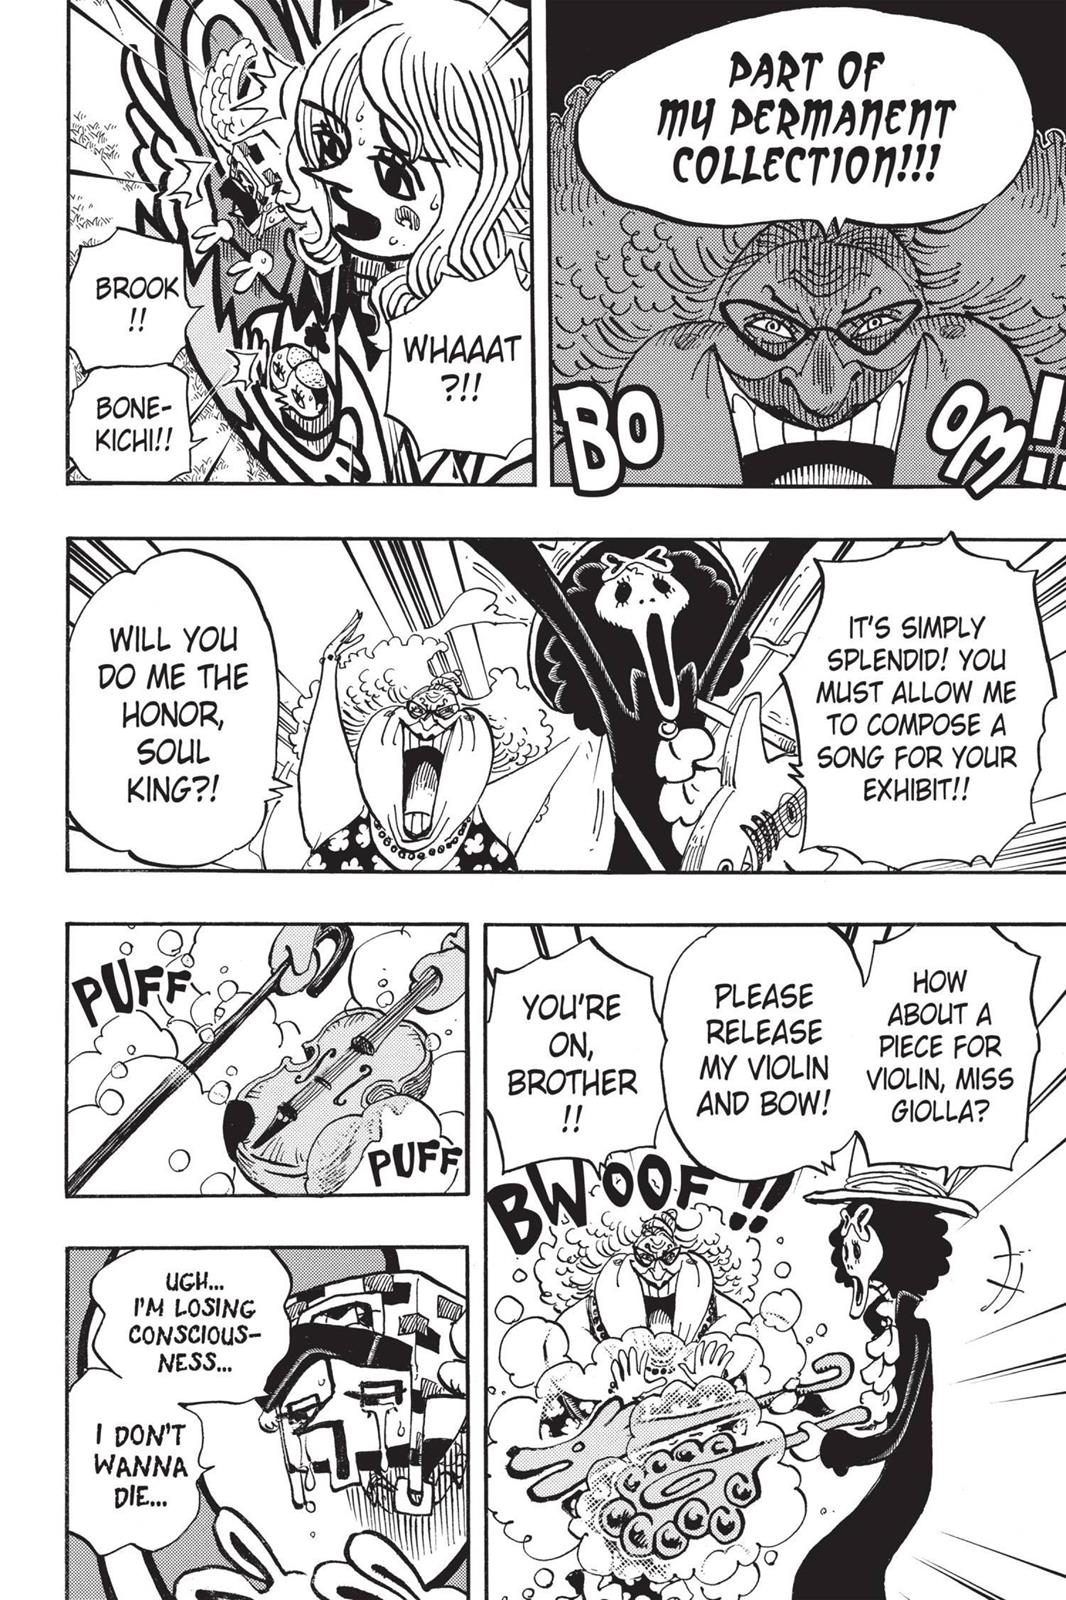 PART OF
MY PERMANENT
COLLECTION!!!
BO
OM!!
WHAAAT
?!!
BROOK
!!
BONE-
KICHI!!
IT'S SIMPLY
SPLENDID! YOU
MUST ALLOW ME
TO COMPOSE A
SONG FOR YOUR
EXHIBIT!!
WILL YOU
DO ME THE
HONOR,
SOUL
KING?!
HOW
ABOUT A
PIECE FOR
VIOLIN, MISS
GIOLLA?
PLEASE
RELEASE
MY VIOLIN
AND BOW!
YOU'RE
ON,
BROTHER
!!
BWOOF!!
PUFF
PUFF
UGH...
I'M LOSING
CONSCIOUS-
NESS...
I DON'T
WANNA
DIE...